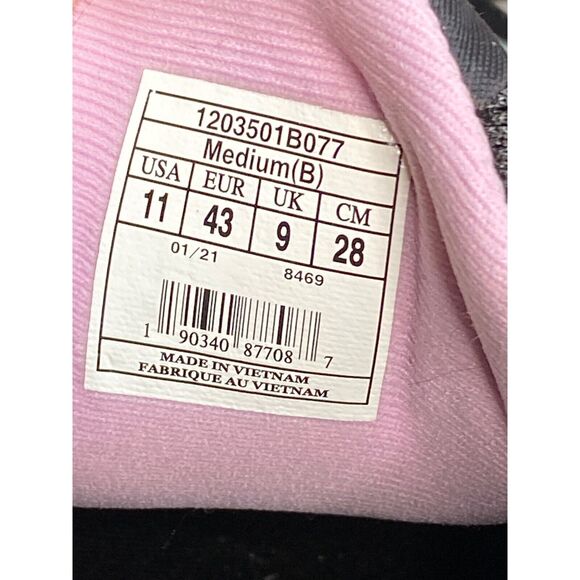 1203501B077
Medium(B)
USA EUR UK CM
11 43 9 28
01/21 8469
1 90340 87708 7
MADE IN VIETNAM
FABRIQUE AU VIETNAM